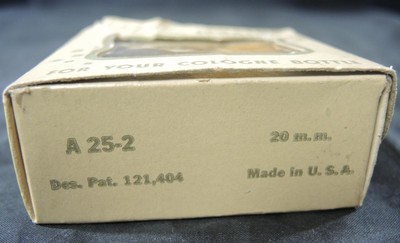 FOR YOUR COLOGNE BOTTLE
A 25-2
20 m.m.
Des. Pat. 121,404
Made in U. S. A.